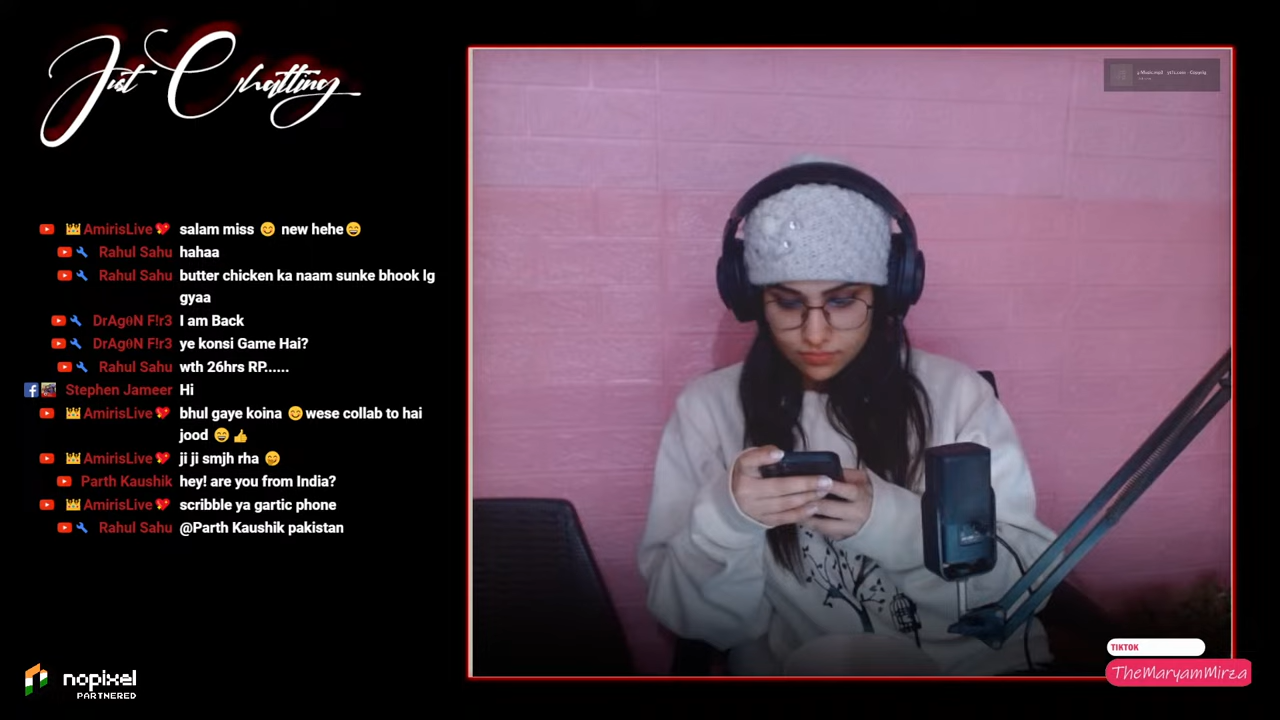 Just Chatting
AmirisLive salam miss 😊 new hehe😄
Rahul Sahu hahaa
Rahul Sahu butter chicken ka naam sunke bhook lg
gyaa
DrAgθN F!r3 I am Back
DrAgθN F!r3 ye konsi Game Hai?
Rahul Sahu wth 26hrs RP......
Stephen Jameer Hi
AmirisLive bhul gaye koina 😊wese collab to hai
jood 😄👍
AmirisLive ji ji smjh rha 😋
Parth Kaushik hey! are you from India?
AmirisLive scribble ya gartic phone
Rahul Sahu @Parth Kaushik pakistan
nopixel
PARTNERED
TIKTOK
TheMaryamMirza